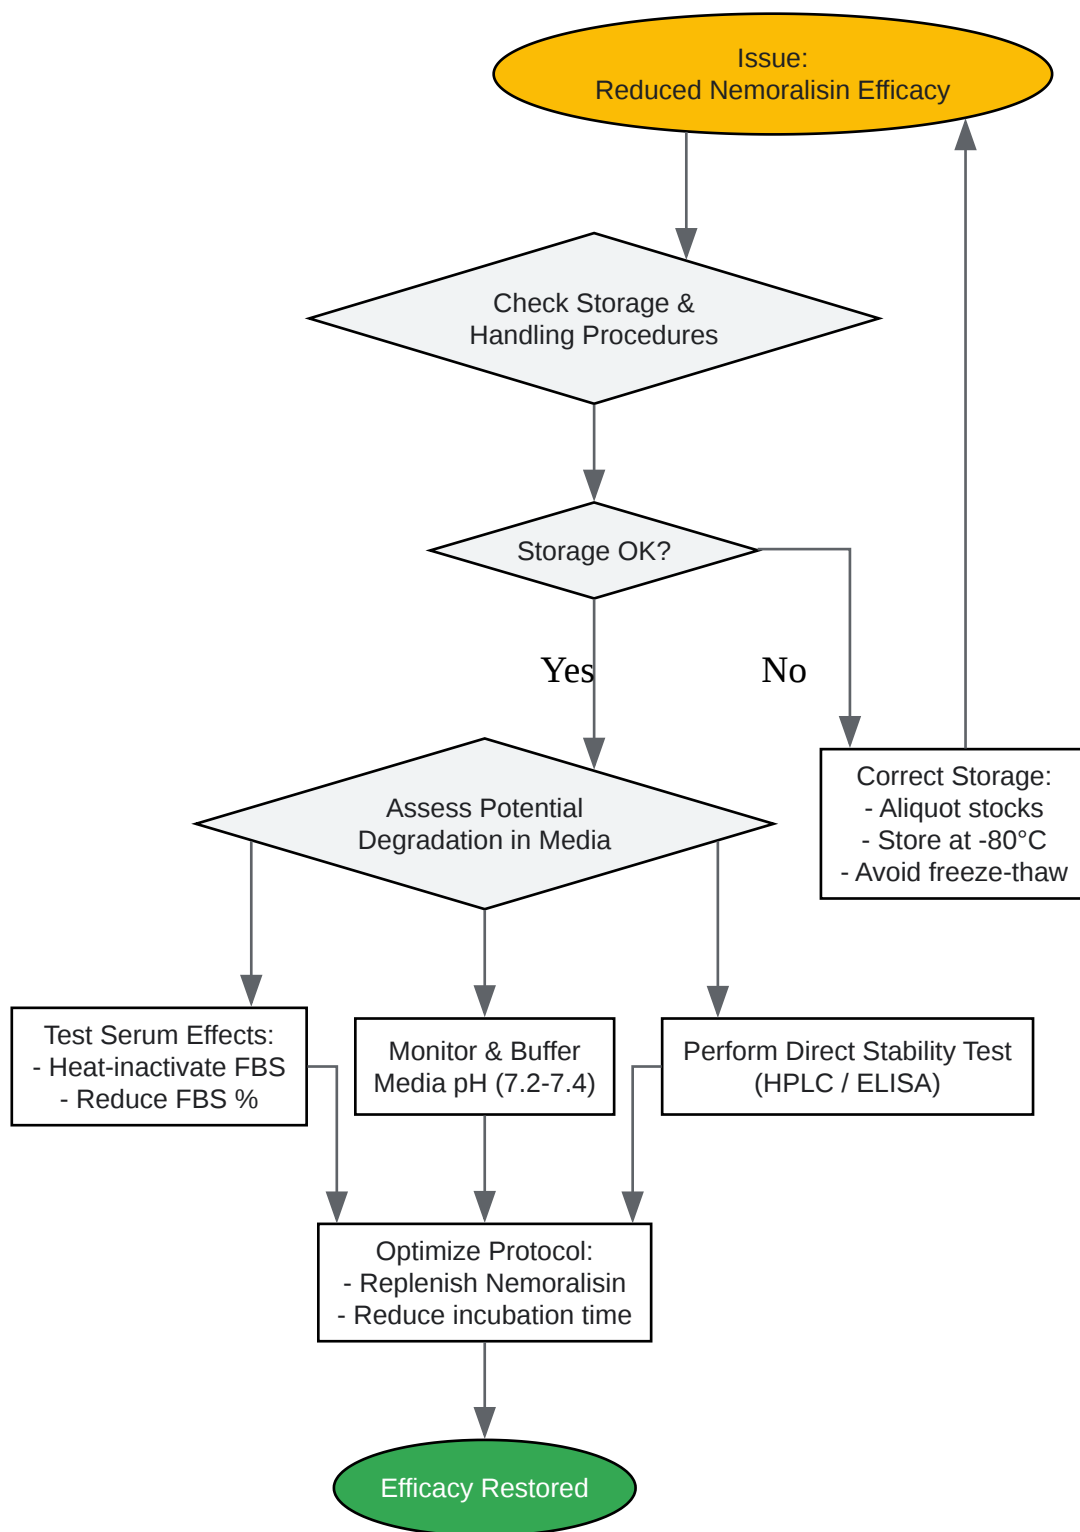 Issue:
Reduced Nemoralisin Efficacy
Check Storage &
Handling Procedures
Storage OK?
Yes
No
Correct Storage:
- Aliquot stocks
- Store at -80°C
- Avoid freeze-thaw
Assess Potential
Degradation in Media
Test Serum Effects:
- Heat-inactivate FBS
- Reduce FBS %
Monitor & Buffer
Media pH (7.2-7.4)
Perform Direct Stability Test
(HPLC / ELISA)
Optimize Protocol:
- Replenish Nemoralisin
- Reduce incubation time
Efficacy Restored